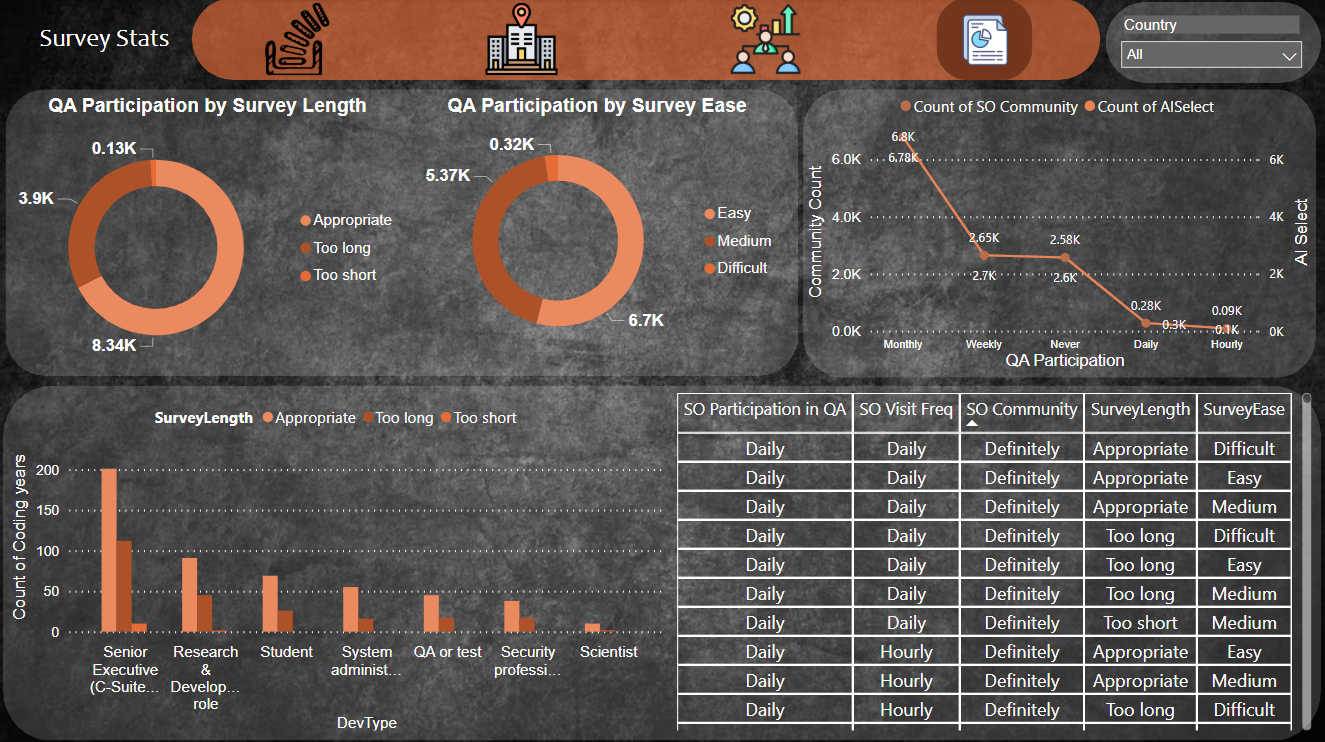 Survey Stats
Country
All
QA Participation by Survey Length
0.13K
3.9K
8.34K
Appropriate
Too long
Too short
QA Participation by Survey Ease
0.32K
5.37K
6.7K
Easy
Medium
Difficult
Count of SO Community Count of AISelect
Community Count
6.0K
4.0K
2.0K
0.0K
6.8K
6.78K
2.65K
2.7K
2.58K
2.6K
0.28K
0.3K
0.09K
0.1K
6K
4K
2K
0K
AI Select
Monthly Weekly Never Daily Hourly
QA Participation
SurveyLength Appropriate Too long Too short
Count of Coding years
200
150
100
50
0
Senior
Executive
(C-Suite...
Research
&
Develop...
role
Student
System
administ...
QA or test
Security
professi...
Scientist
DevType
SO Participation in QA SO Visit Freq SO Community SurveyLength SurveyEase
Daily Daily Definitely Appropriate Difficult
Daily Daily Definitely Appropriate Easy
Daily Daily Definitely Appropriate Medium
Daily Daily Definitely Too long Difficult
Daily Daily Definitely Too long Easy
Daily Daily Definitely Too long Medium
Daily Daily Definitely Too short Medium
Daily Hourly Definitely Appropriate Easy
Daily Hourly Definitely Appropriate Medium
Daily Hourly Definitely Too long Difficult